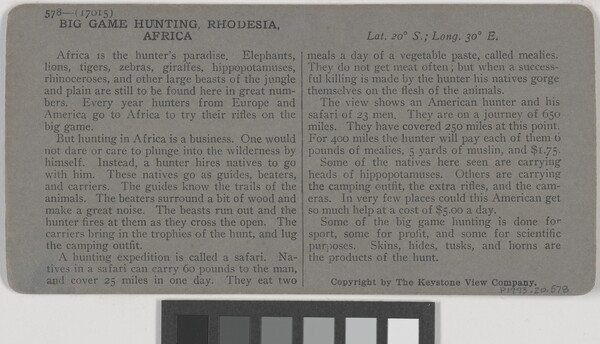 578—(17015)
BIG GAME HUNTING, RHODESIA,
AFRICA
Africa is the hunter's paradise. Elephants,
lions, tigers, zebras, giraffes, hippopotamuses,
rhinoceroses, and other large beasts of the jungle
and plain are still to be found here in great num-
bers. Every year hunters from Europe and
America go to Africa to try their rifles on the
big game.
But hunting in Africa is a business. One would
not dare or care to plunge into the wilderness by
himself. Instead, a hunter hires natives to go
with him. These natives go as guides, beaters,
and carriers. The guides know the trails of the
animals. The beaters surround a bit of wood and
make a great noise. The beasts run out and the
hunter fires at them as they cross the open. The
carriers bring in the trophies of the hunt, and lug
the camping outfit.
A hunting expedition is called a safari. Na-
tives in a safari can carry 60 pounds to the man,
and cover 25 miles in one day. They eat two
Lat. 20° S.; Long. 30° E.
meals a day of a vegetable paste, called mealies.
They do not get meat often; but when a success-
ful killing is made by the hunter his natives gorge
themselves on the flesh of the animals.
The view shows an American hunter and his
safari of 23 men. They are on a journey of 650
miles. They have covered 250 miles at this point.
For 400 miles the hunter will pay each of them 6
pounds of mealies, 5 yards of muslin, and $1.75.
Some of the natives here seen are carrying
heads of hippopotamuses. Others are carrying
the camping outfit, the extra rifles, and the cam-
eras. In very few places could this American get
so much help at a cost of $5.00 a day.
Some of the big game hunting is done for
sport, some for profit, and some for scientific
purposes. Skins, hides, tusks, and horns are
the products of the hunt.
Copyright by The Keystone View Company.
P1993.20.578